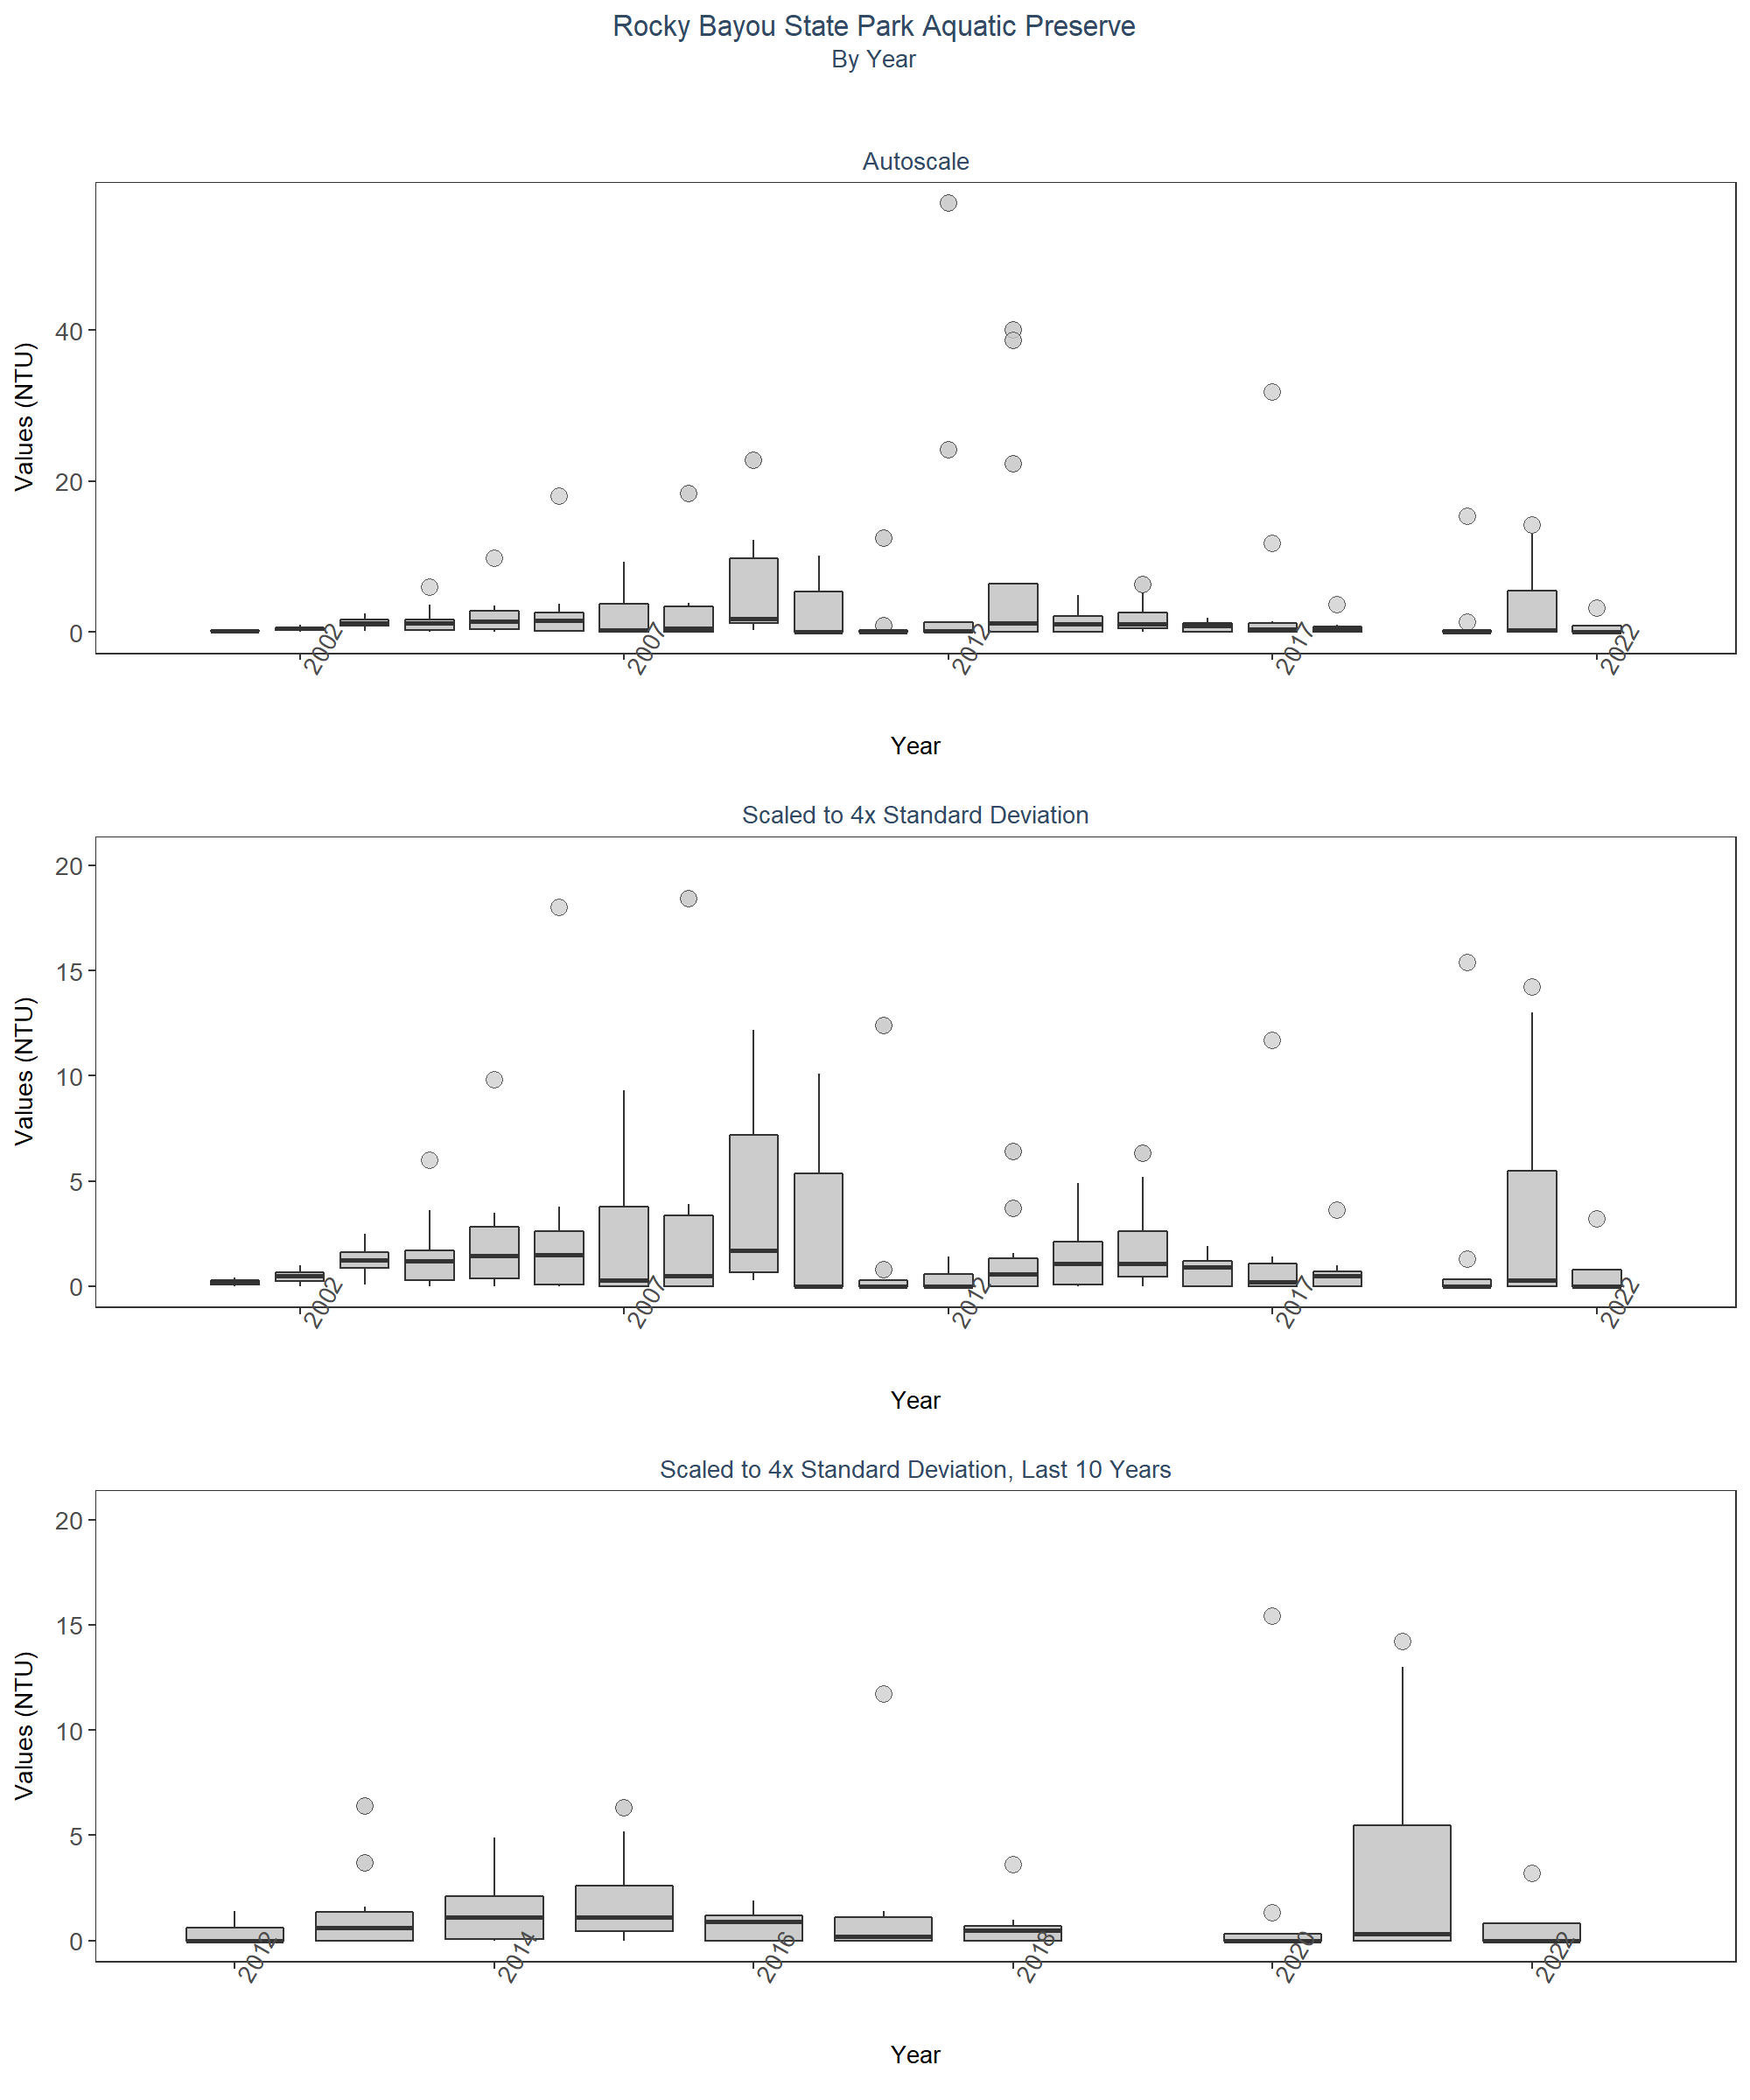 Rocky Bayou State Park Aquatic Preserve
By Year
Autoscale
Values (NTU)
40
20
0
2002 2007 2012 2017 2022
Year
Scaled to 4x Standard Deviation
Values (NTU)
20
15
10
5
0
2002 2007 2012 2017 2022
Year
Scaled to 4x Standard Deviation, Last 10 Years
Values (NTU)
20
15
10
5
0
2012 2014 2016 2018 2020 2022
Year